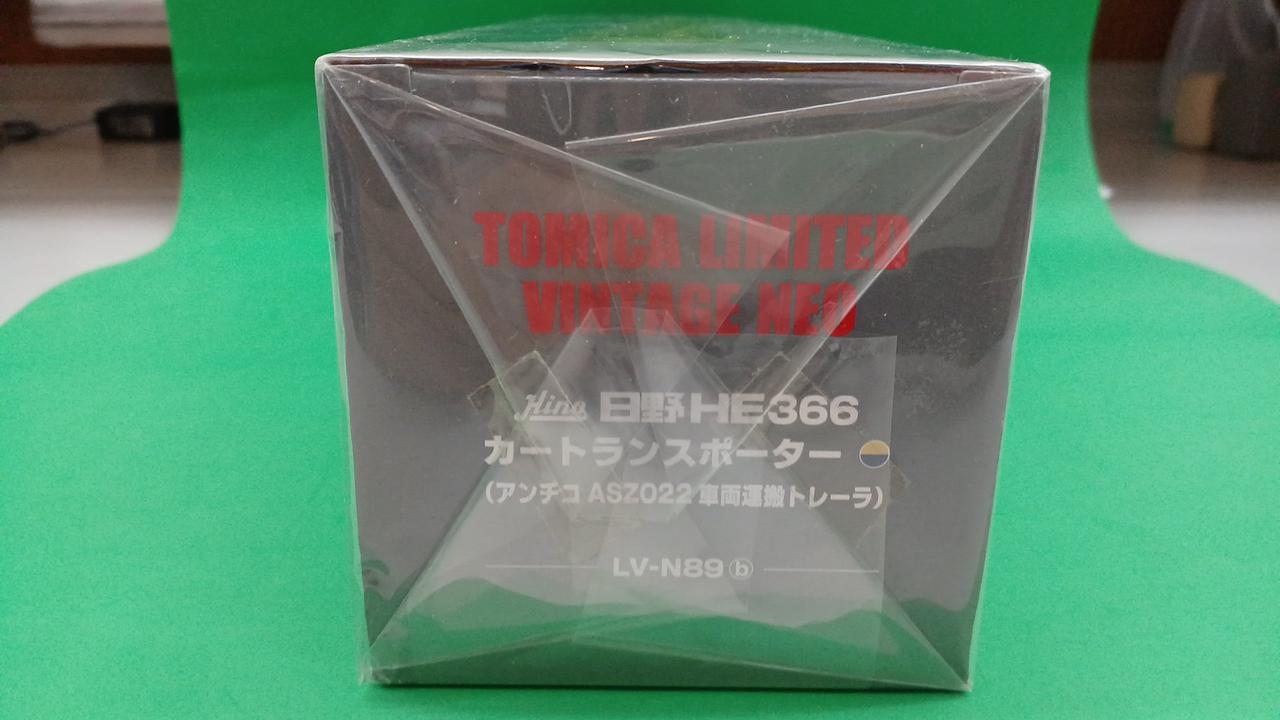 TOMICA LIMITED
VINTAGE NEO
Hino 日野HE366
カートランスポーター
(アンチコ ASZ022 車両運搬トレーラ)
LV-N89 ⓑ